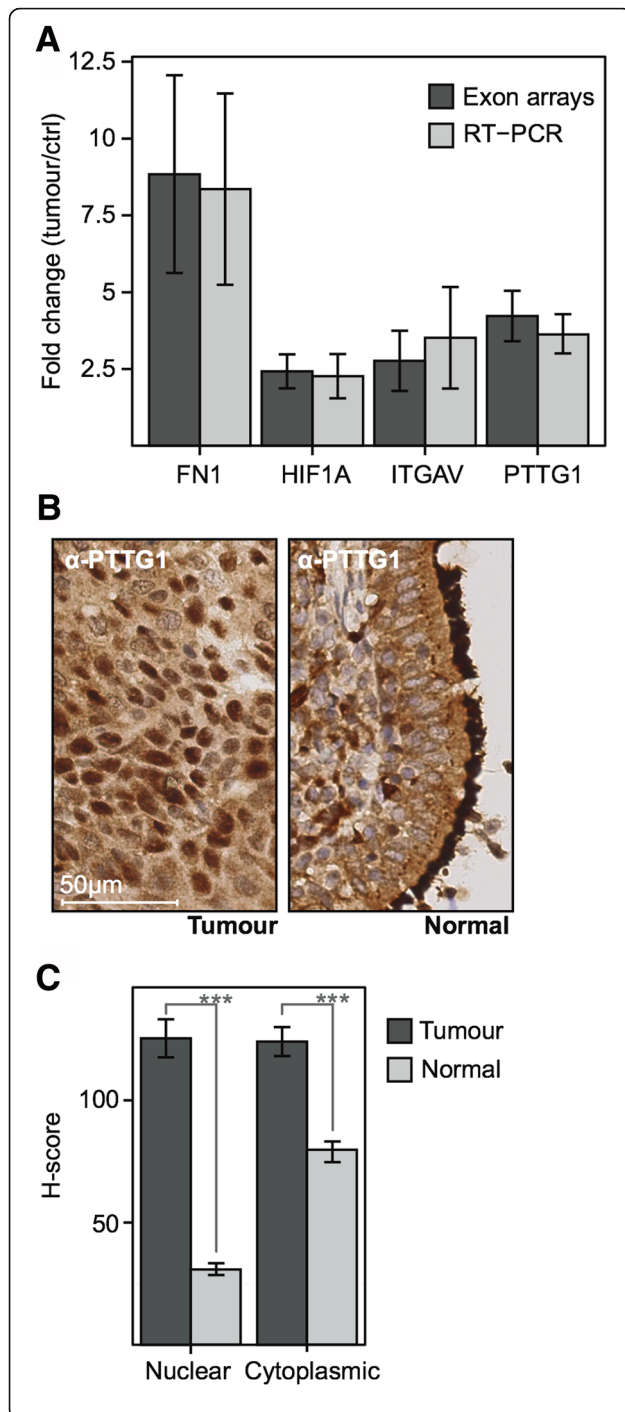 A
12.5
10
7.5
5
2.5
Fold change (tumour/ctrl)
Exon arrays
RT−PCR
FN1 HIF1A ITGAV PTTG1
B
α-PTTG1 α-PTTG1
50μm
Tumour Normal
C
*** ***
100
50
H-score
Tumour
Normal
Nuclear Cytoplasmic